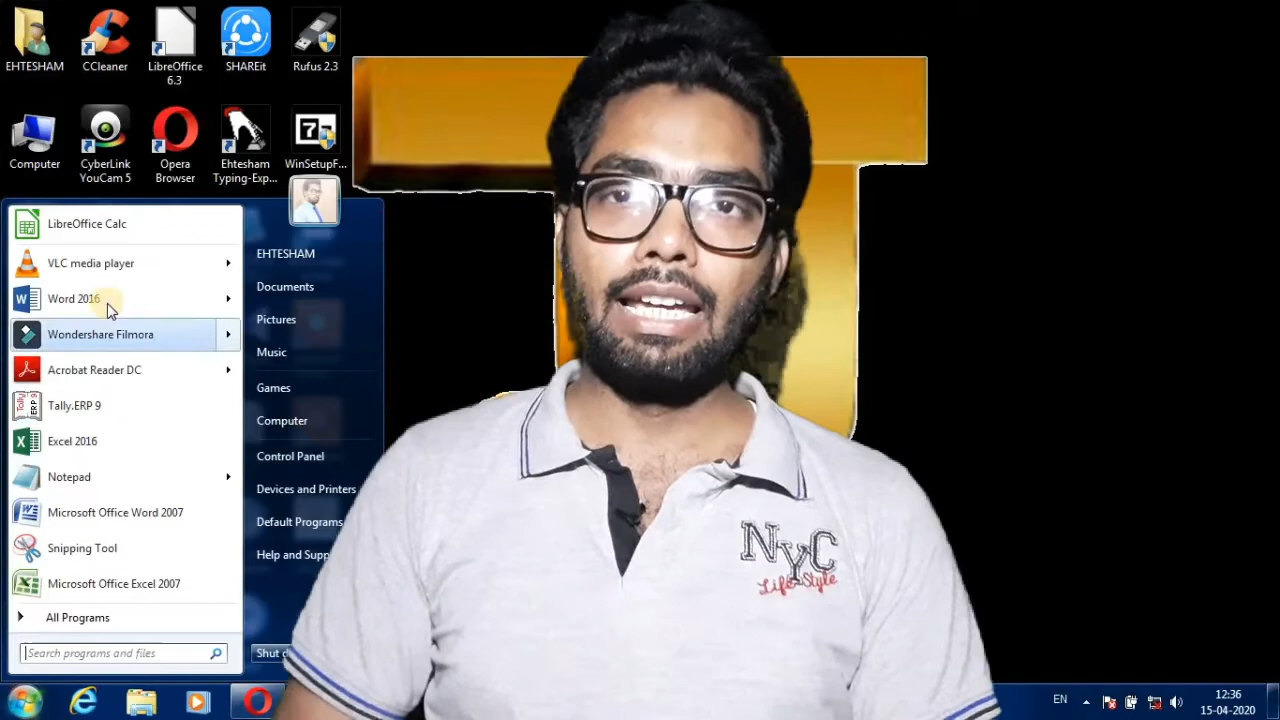 EHTESHAM
CCleaner
LibreOffice
6.3
SHAREit
Rufus 2.3
Computer
CyberLink
YouCam 5
Opera
Browser
Ehtesham
Typing-Exp...
7
WinSetupF...
LibreOffice Calc
VLC media player
Word 2016
Wondershare Filmora
Acrobat Reader DC
Tally.ERP 9
Excel 2016
Notepad
Microsoft Office Word 2007
Snipping Tool
Microsoft Office Excel 2007
All Programs
Search programs and files
EHTESHAM
Documents
Pictures
Music
Games
Computer
Control Panel
Devices and Printers
Default Programs
Help and Supp
Shut d
NYC
Life-Style
EN
12:36
15-04-2020